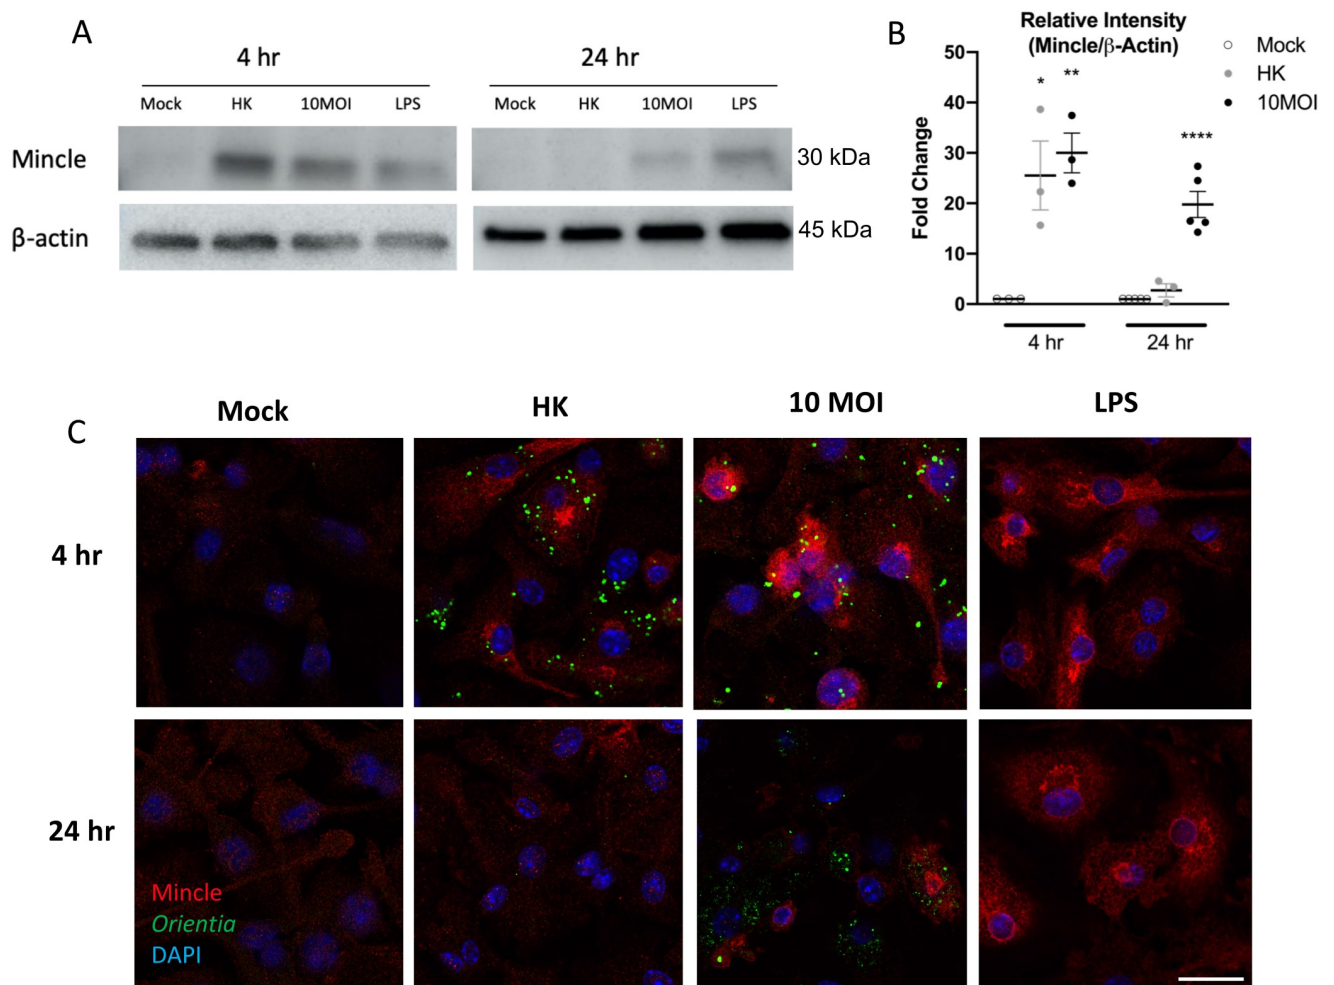 A
4 hr
24 hr
Mock HK 10MOI LPS
Mock HK 10MOI LPS
Mincle
30 kDa
β-actin
45 kDa
B
Relative Intensity
(Mincle/β-Actin)
Mock
HK
10MOI
Fold Change
50
40
30
20
10
0
*
**
****
4 hr
24 hr
C
Mock
HK
10 MOI
LPS
4 hr
24 hr
Mincle
Orientia
DAPI